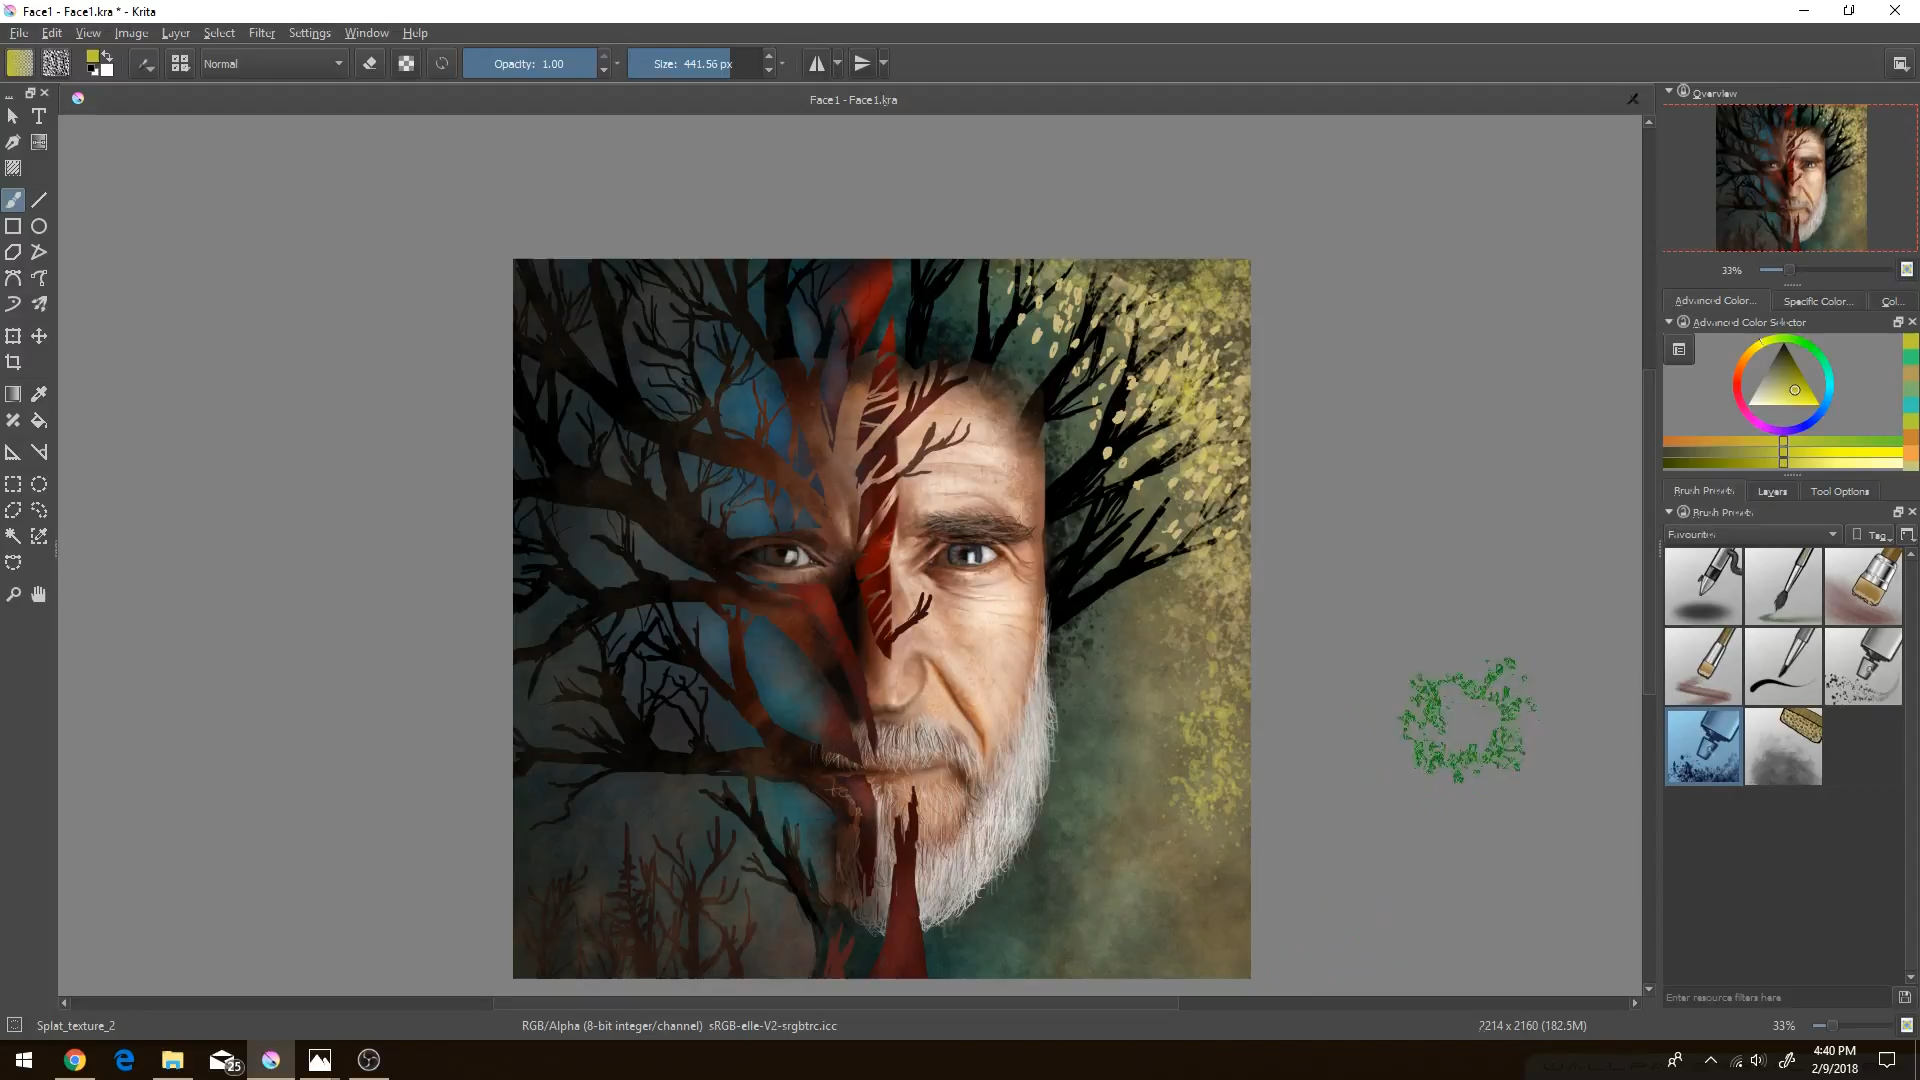 Face1 - Face1.kra * - Krita
File Edit View Image Layer Select Filter Settings Window Help
Normal
Opacity: 1.00
Size: 441.56 px
Face1 - Face1.kra
Overview
33%
Advanced Color... Specific Color... Col...
Advanced Color Selector
Brush Presets Layers Tool Options
Brush Presets
Favourites
Tag
Enter resource filters here
Splat_texture_2
RGB/Alpha (8-bit integer/channel) sRGB-elle-V2-srgbtrc.icc
2214 x 2160 (182.5M)
33%
25
4:40 PM
2/9/2018